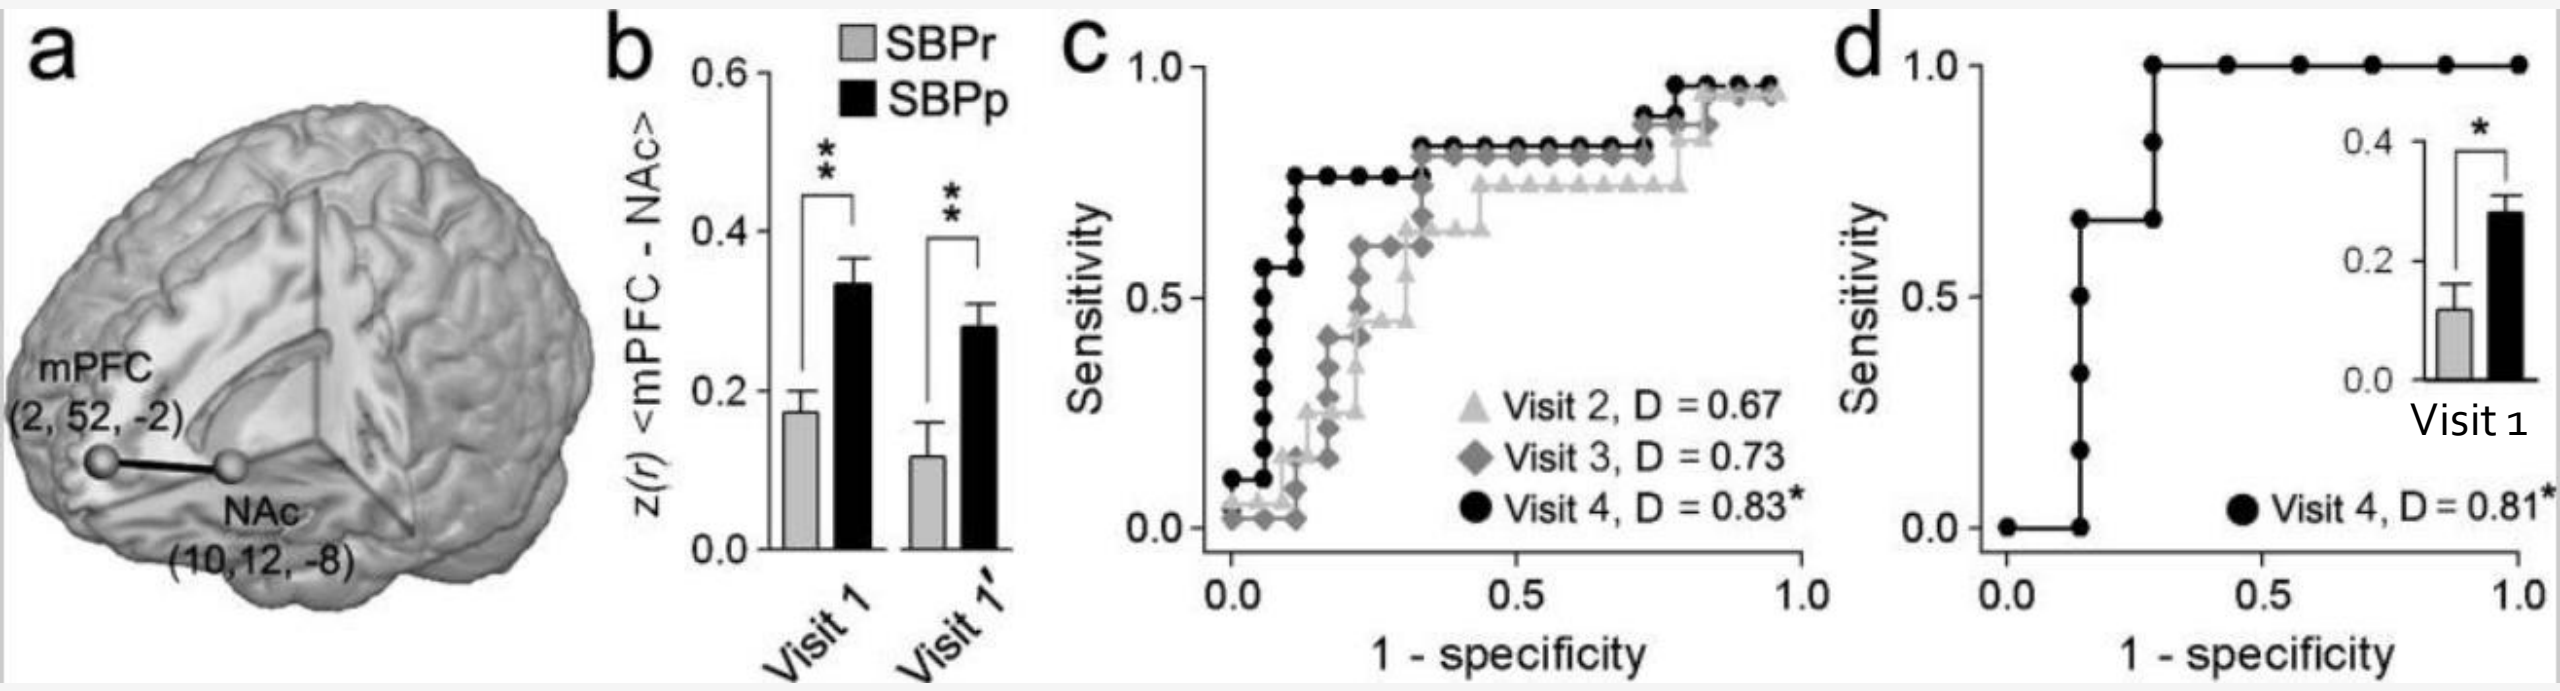 a
mPFC
(2, 52, -2)
NAc
(10,12, -8)
b
SBPr
SBPp
z(r) <mPFC - NAc>
0.6
0.4
0.2
0.0
**
**
Visit 1
Visit 1'
c
Sensitivity
1.0
0.5
0.0
Visit 2, D = 0.67
Visit 3, D = 0.73
Visit 4, D = 0.83*
0.0 0.5 1.0
1 - specificity
d
Sensitivity
1.0
0.5
0.0
*
0.4
0.2
0.0
Visit 1
Visit 4, D = 0.81*
0.0 0.5 1.0
1 - specificity